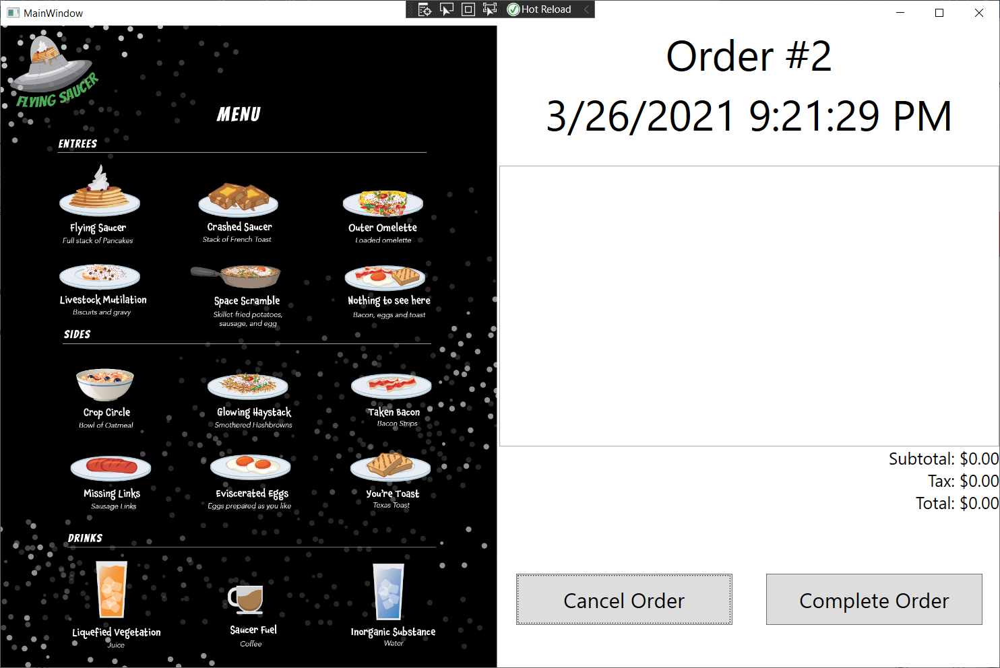 MainWindow
Hot Reload
FLYING SAUCER
MENU
ENTREES
Flying Saucer
Full stack of Pancakes
Crashed Saucer
Stack of French Toast
Outer Omelette
Loaded omelette
Livestock Mutilation
Biscuits and gravy
Space Scramble
Skillet-fried potatoes,
sausage, and egg
Nothing to see here
Bacon, eggs and toast
SIDES
Crop Circle
Bowl of Oatmeal
Glowing Haystack
Smothered Hashbrowns
Taken Bacon
Bacon Strips
Missing Links
Sausage Links
Eviscerated Eggs
Eggs prepared as you like
You're Toast
Texas Toast
DRINKS
Liquefied Vegetation
Juice
Saucer Fuel
Coffee
Inorganic Substance
Water
Order #2
3/26/2021 9:21:29 PM
Subtotal: $0.00
Tax: $0.00
Total: $0.00
Cancel Order
Complete Order